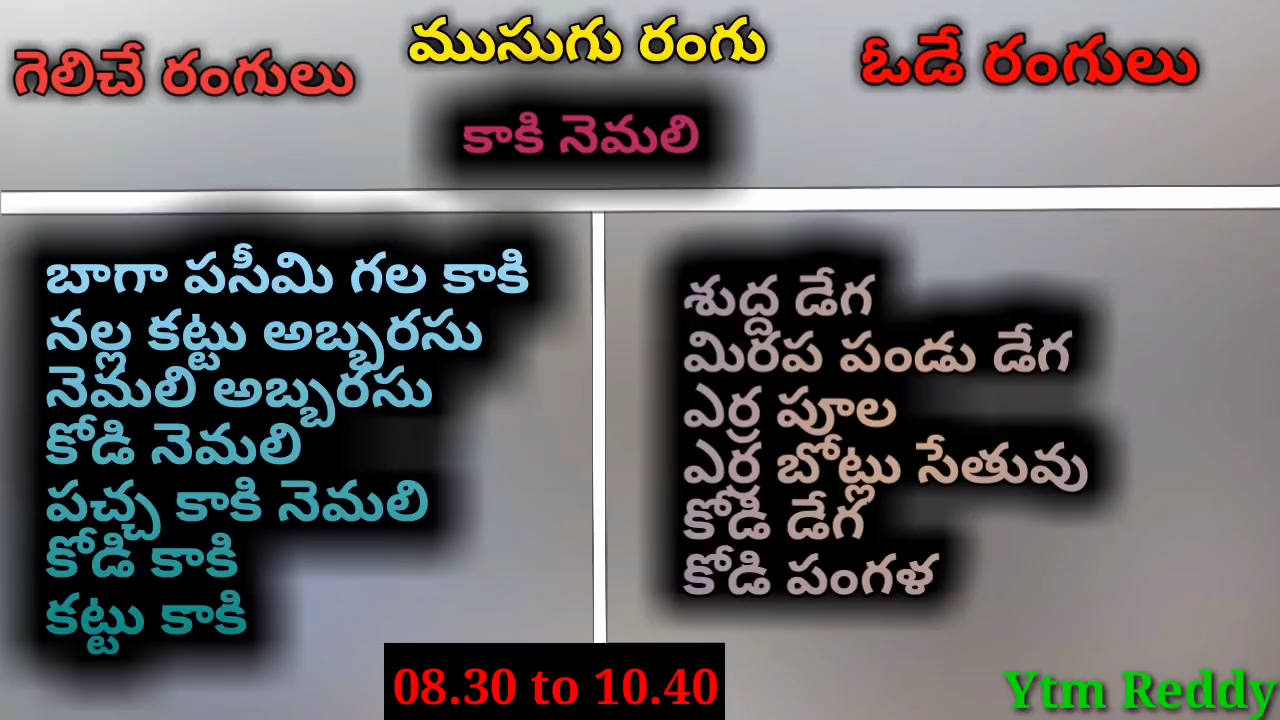 గెలిచే రంగులు
ముసుగు రంగు
ఓడే రంగులు
కాకి నెమలి
బాగా పసీమి గల కాకి
నల్ల కట్టు అబ్బరసు
నెమలి అబ్బరసు
కోడి నెమలి
పచ్చ కాకి నెమలి
కోడి కాకి
కట్టు కాకి
శుద్ధ డేగ
మిరప పండు డేగ
ఎర్ర పూల
ఎర్ర బోట్లు సేతువు
కోడి డేగ
కోడి పంగళ
08.30 to 10.40
Ytm Reddy